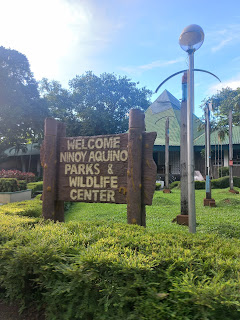 WELCOME
NINOY AQUINO
PARKS &
WILDLIFE
CENTER